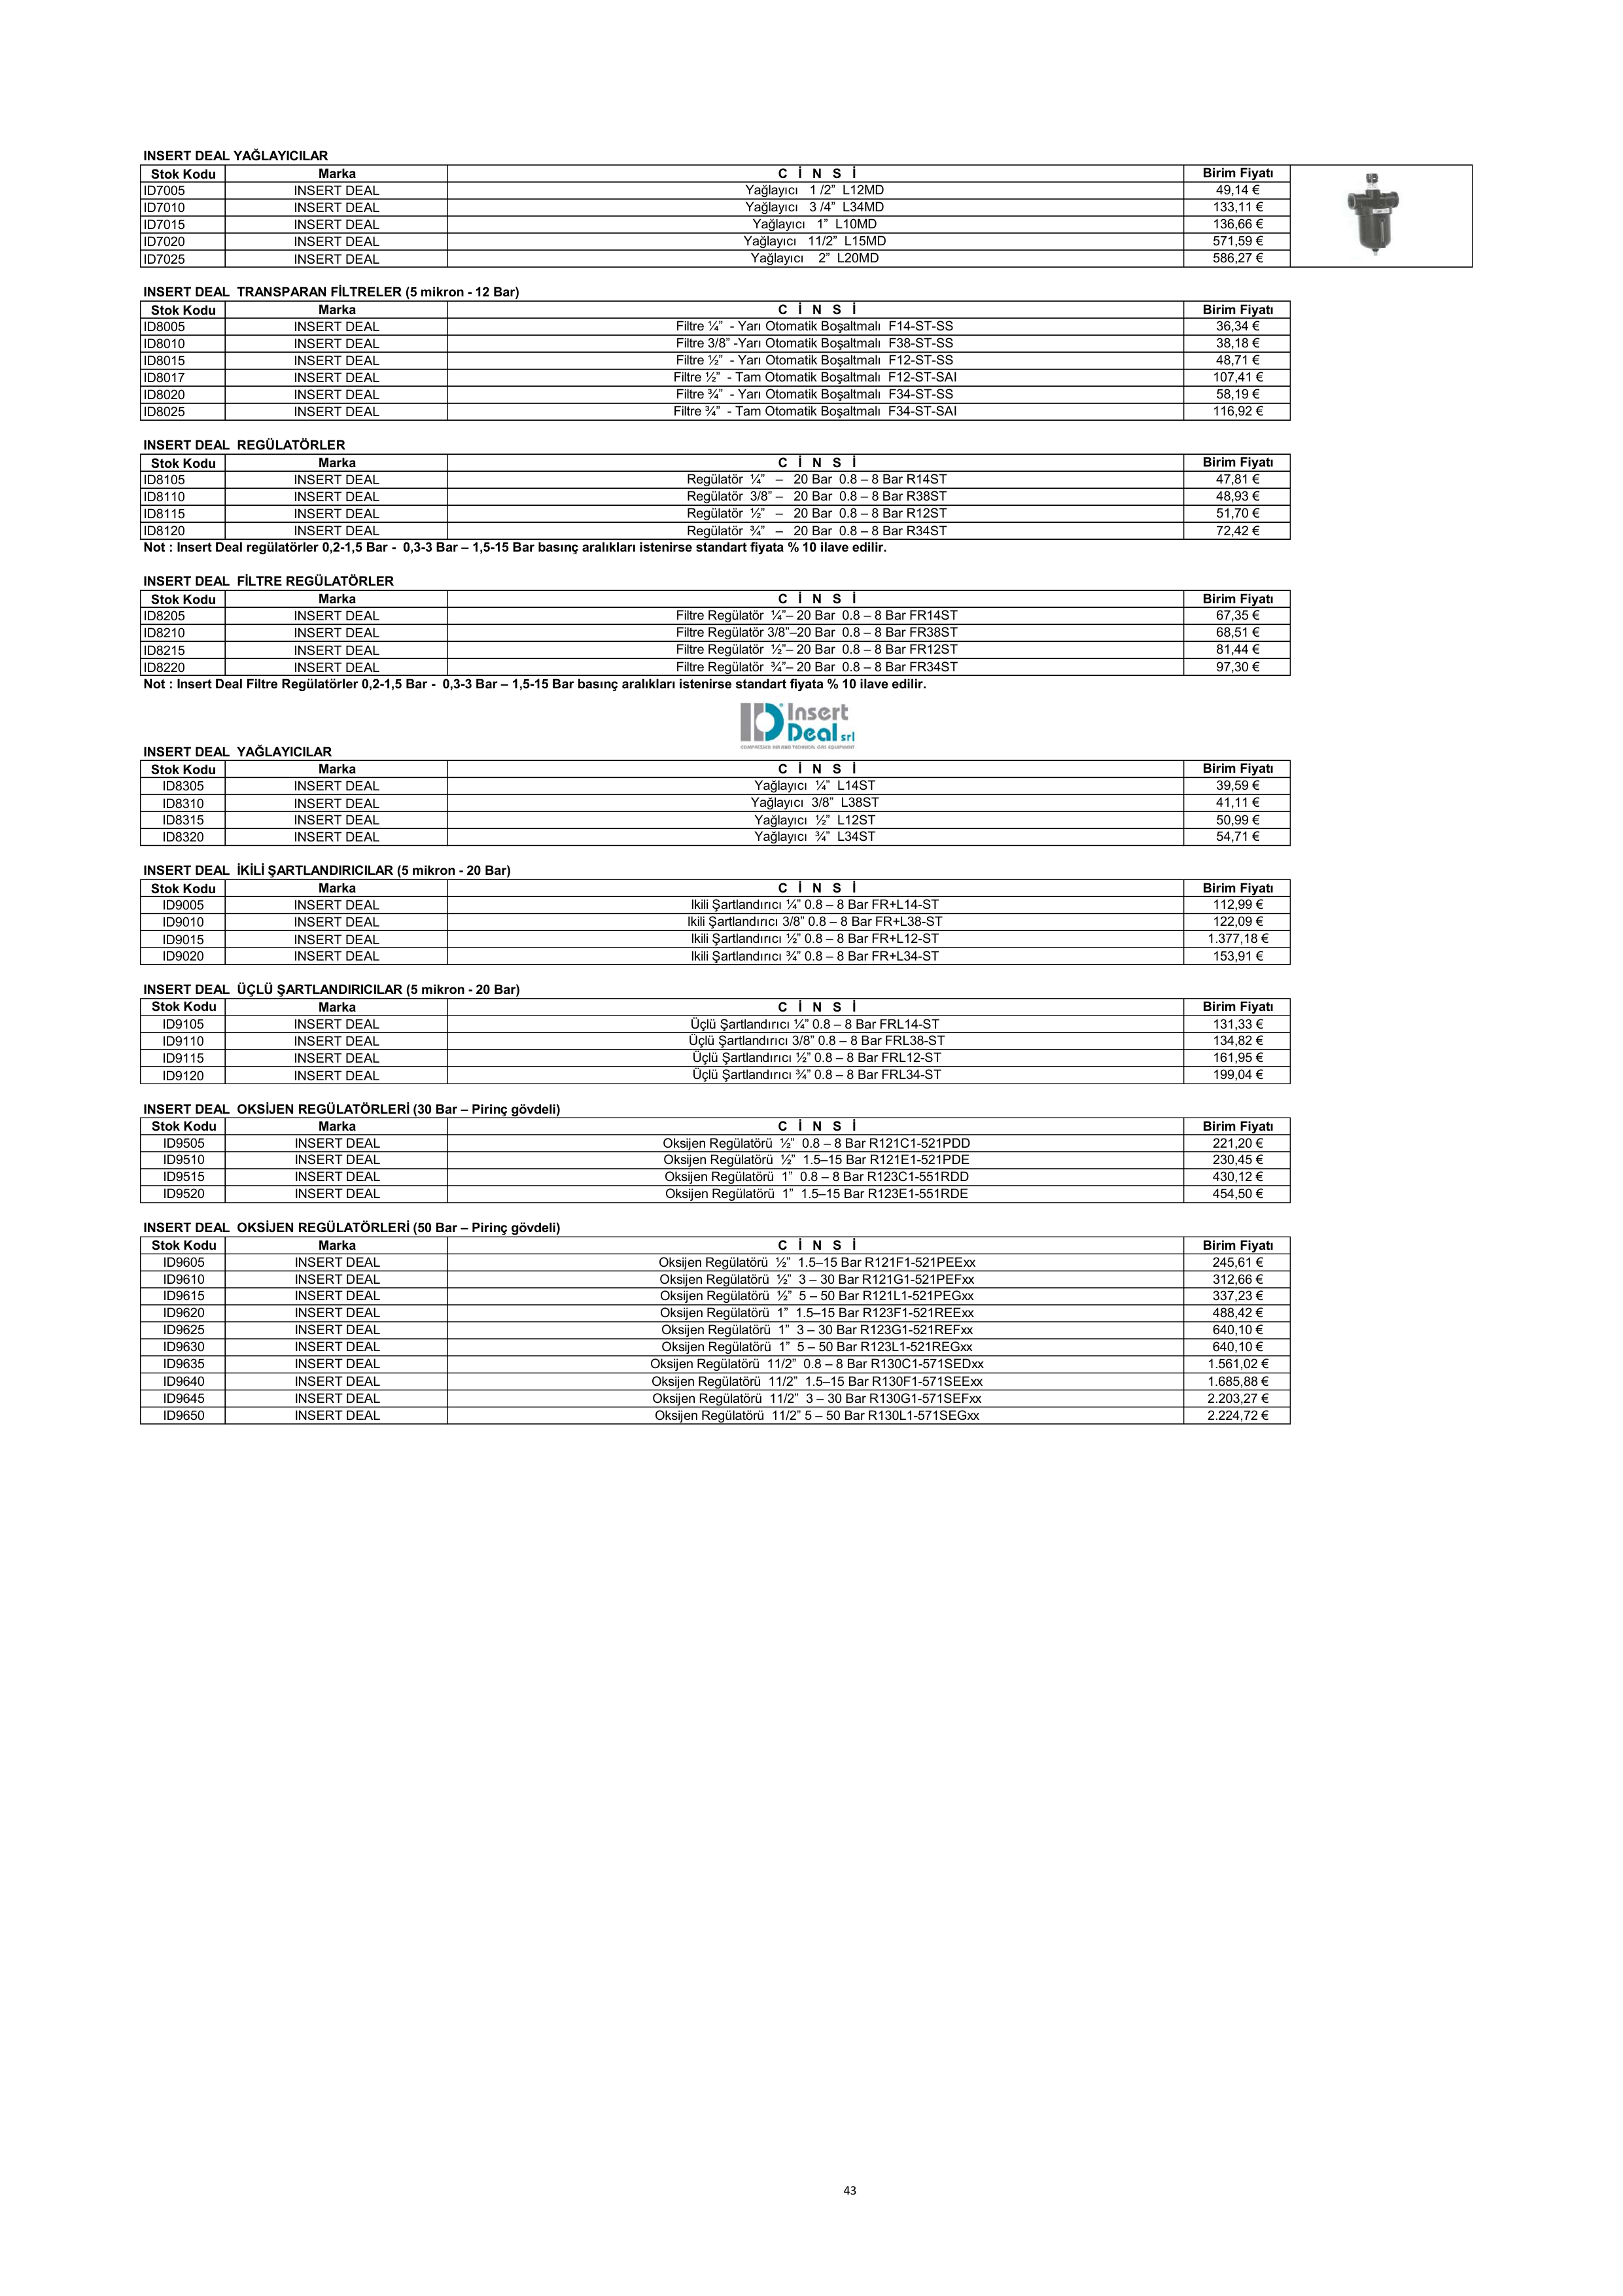 INSERT DEAL YAĞLAYICILAR
Stok Kodu Marka C İ N S İ Birim Fiyatı
ID7005 INSERT DEAL Yağlayıcı 1 /2” L12MD 49,14 €
ID7010 INSERT DEAL Yağlayıcı 3 /4” L34MD 133,11 €
ID7015 INSERT DEAL Yağlayıcı 1” L10MD 136,66 €
ID7020 INSERT DEAL Yağlayıcı 11/2” L15MD 571,59 €
ID7025 INSERT DEAL Yağlayıcı 2” L20MD 586,27 €
INSERT DEAL TRANSPARAN FİLTRELER (5 mikron - 12 Bar)
Stok Kodu Marka C İ N S İ Birim Fiyatı
ID8005 INSERT DEAL Filtre ¼” - Yarı Otomatik Boşaltmalı F14-ST-SS 36,34 €
ID8010 INSERT DEAL Filtre 3/8” -Yarı Otomatik Boşaltmalı F38-ST-SS 38,18 €
ID8015 INSERT DEAL Filtre ½” - Yarı Otomatik Boşaltmalı F12-ST-SS 48,71 €
ID8017 INSERT DEAL Filtre ½” - Tam Otomatik Boşaltmalı F12-ST-SAI 107,41 €
ID8020 INSERT DEAL Filtre ¾” - Yarı Otomatik Boşaltmalı F34-ST-SS 58,19 €
ID8025 INSERT DEAL Filtre ¾” - Tam Otomatik Boşaltmalı F34-ST-SAI 116,92 €
INSERT DEAL REGÜLATÖRLER
Stok Kodu Marka C İ N S İ Birim Fiyatı
ID8105 INSERT DEAL Regülatör ¼” – 20 Bar 0.8 – 8 Bar R14ST 47,81 €
ID8110 INSERT DEAL Regülatör 3/8” – 20 Bar 0.8 – 8 Bar R38ST 48,93 €
ID8115 INSERT DEAL Regülatör ½” – 20 Bar 0.8 – 8 Bar R12ST 51,70 €
ID8120 INSERT DEAL Regülatör ¾” – 20 Bar 0.8 – 8 Bar R34ST 72,42 €
Not : Insert Deal regülatörler 0,2-1,5 Bar - 0,3-3 Bar – 1,5-15 Bar basınç aralıkları istenirse standart fiyata % 10 ilave edilir.
INSERT DEAL FİLTRE REGÜLATÖRLER
Stok Kodu Marka C İ N S İ Birim Fiyatı
ID8205 INSERT DEAL Filtre Regülatör ¼”– 20 Bar 0.8 – 8 Bar FR14ST 67,35 €
ID8210 INSERT DEAL Filtre Regülatör 3/8”–20 Bar 0.8 – 8 Bar FR38ST 68,51 €
ID8215 INSERT DEAL Filtre Regülatör ½”– 20 Bar 0.8 – 8 Bar FR12ST 81,44 €
ID8220 INSERT DEAL Filtre Regülatör ¾”– 20 Bar 0.8 – 8 Bar FR34ST 97,30 €
Not : Insert Deal Filtre Regülatörler 0,2-1,5 Bar - 0,3-3 Bar – 1,5-15 Bar basınç aralıkları istenirse standart fiyata % 10 ilave edilir.
ID Insert
Deal srl
COMPRESSED AIR AND TECHNICAL GAS EQUIPMENT
INSERT DEAL YAĞLAYICILAR
Stok Kodu Marka C İ N S İ Birim Fiyatı
ID8305 INSERT DEAL Yağlayıcı ¼” L14ST 39,59 €
ID8310 INSERT DEAL Yağlayıcı 3/8” L38ST 41,11 €
ID8315 INSERT DEAL Yağlayıcı ½” L12ST 50,99 €
ID8320 INSERT DEAL Yağlayıcı ¾” L34ST 54,71 €
INSERT DEAL İKİLİ ŞARTLANDIRICILAR (5 mikron - 20 Bar)
Stok Kodu Marka C İ N S İ Birim Fiyatı
ID9005 INSERT DEAL Ikili Şartlandırıcı ¼” 0.8 – 8 Bar FR+L14-ST 112,99 €
ID9010 INSERT DEAL Ikili Şartlandırıcı 3/8” 0.8 – 8 Bar FR+L38-ST 122,09 €
ID9015 INSERT DEAL Ikili Şartlandırıcı ½” 0.8 – 8 Bar FR+L12-ST 1.377,18 €
ID9020 INSERT DEAL Ikili Şartlandırıcı ¾” 0.8 – 8 Bar FR+L34-ST 153,91 €
INSERT DEAL ÜÇLÜ ŞARTLANDIRICILAR (5 mikron - 20 Bar)
Stok Kodu Marka C İ N S İ Birim Fiyatı
ID9105 INSERT DEAL Üçlü Şartlandırıcı ¼” 0.8 – 8 Bar FRL14-ST 131,33 €
ID9110 INSERT DEAL Üçlü Şartlandırıcı 3/8” 0.8 – 8 Bar FRL38-ST 134,82 €
ID9115 INSERT DEAL Üçlü Şartlandırıcı ½” 0.8 – 8 Bar FRL12-ST 161,95 €
ID9120 INSERT DEAL Üçlü Şartlandırıcı ¾” 0.8 – 8 Bar FRL34-ST 199,04 €
INSERT DEAL OKSİJEN REGÜLATÖRLERİ (30 Bar – Pirinç gövdeli)
Stok Kodu Marka C İ N S İ Birim Fiyatı
ID9505 INSERT DEAL Oksijen Regülatörü ½” 0.8 – 8 Bar R121C1-521PDD 221,20 €
ID9510 INSERT DEAL Oksijen Regülatörü ½” 1.5–15 Bar R121E1-521PDE 230,45 €
ID9515 INSERT DEAL Oksijen Regülatörü 1” 0.8 – 8 Bar R123C1-551RDD 430,12 €
ID9520 INSERT DEAL Oksijen Regülatörü 1” 1.5–15 Bar R123E1-551RDE 454,50 €
INSERT DEAL OKSİJEN REGÜLATÖRLERİ (50 Bar – Pirinç gövdeli)
Stok Kodu Marka C İ N S İ Birim Fiyatı
ID9605 INSERT DEAL Oksijen Regülatörü ½” 1.5–15 Bar R121F1-521PEExx 245,61 €
ID9610 INSERT DEAL Oksijen Regülatörü ½” 3 – 30 Bar R121G1-521PEFxx 312,66 €
ID9615 INSERT DEAL Oksijen Regülatörü ½” 5 – 50 Bar R121L1-521PEGxx 337,23 €
ID9620 INSERT DEAL Oksijen Regülatörü 1” 1.5–15 Bar R123F1-521REExx 488,42 €
ID9625 INSERT DEAL Oksijen Regülatörü 1” 3 – 30 Bar R123G1-521REFxx 640,10 €
ID9630 INSERT DEAL Oksijen Regülatörü 1” 5 – 50 Bar R123L1-521REGxx 640,10 €
ID9635 INSERT DEAL Oksijen Regülatörü 11/2” 0.8 – 8 Bar R130C1-571SEDxx 1.561,02 €
ID9640 INSERT DEAL Oksijen Regülatörü 11/2” 1.5–15 Bar R130F1-571SEExx 1.685,88 €
ID9645 INSERT DEAL Oksijen Regülatörü 11/2” 3 – 30 Bar R130G1-571SEFxx 2.203,27 €
ID9650 INSERT DEAL Oksijen Regülatörü 11/2” 5 – 50 Bar R130L1-571SEGxx 2.224,72 €
43